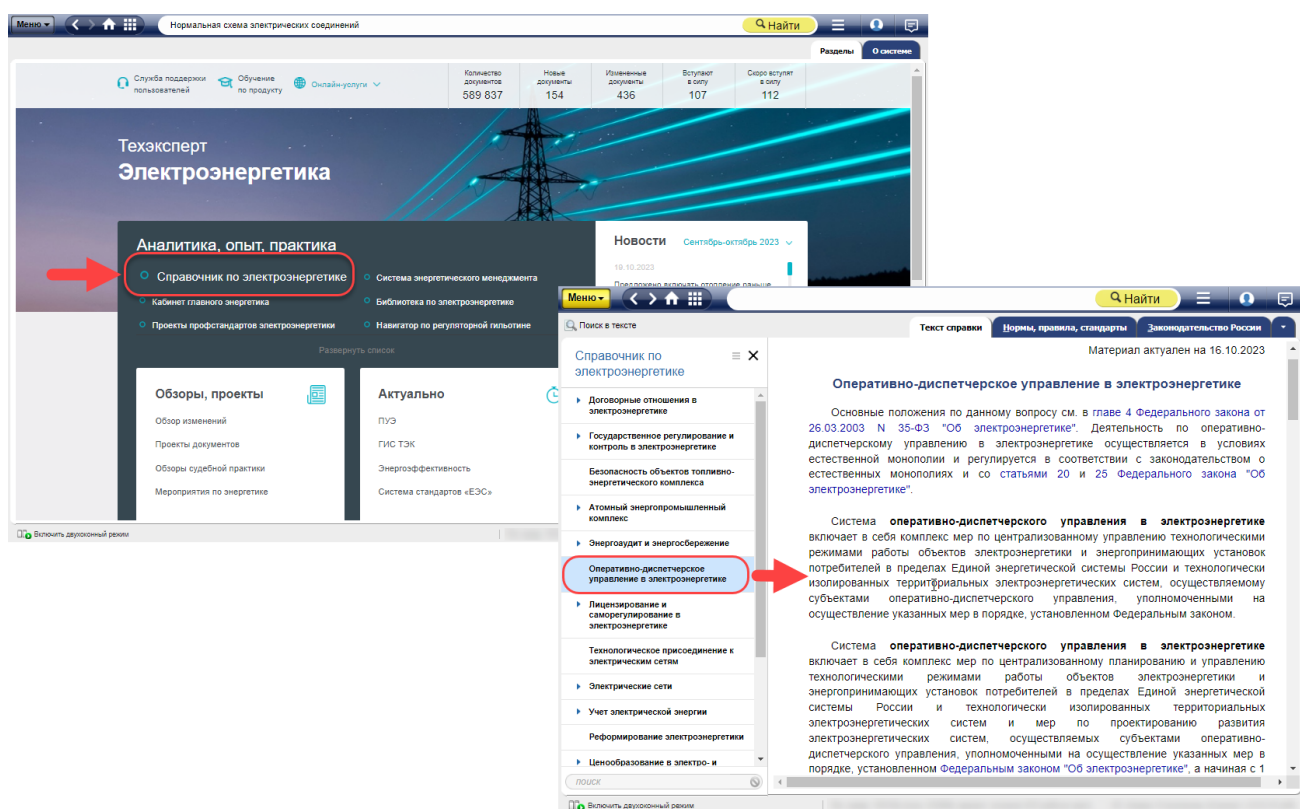 Меню
Нормальная схема электрических соединений
Найти
Разделы
О системе
Служба поддержки
пользователей
Обучение
по продукту
Онлайн-услуги
Количество
документов
589 837
Новые
документы
154
Измененные
документы
436
Вступают
в силу
107
Скоро вступят
в силу
112
Техэксперт
Электроэнергетика
Аналитика, опыт, практика
Справочник по электроэнергетике
Система энергетического менеджмента
Кабинет главного энергетика
Библиотека по электроэнергетике
Проекты профстандартов электроэнергетики
Навигатор по регуляторной гильотине
Развернуть список
Новости
Сентябрь-октябрь 2023
19.10.2023
Предложено включать отопление раньше
Обзоры, проекты
Обзор изменений
Проекты документов
Обзоры судебной практики
Мероприятия по энергетике
Актуально
ПУЭ
ГИС ТЭК
Энергоэффективность
Система стандартов «ЕЭС»
Включить двухоконный режим
Меню
Найти
Поиск в тексте
Текст справки
Нормы, правила, стандарты
Законодательство России
Справочник по
электроэнергетике
Договорные отношения в
электроэнергетике
Государственное регулирование и
контроль в электроэнергетике
Безопасность объектов топливно-
энергетического комплекса
Атомный энергопромышленный
комплекс
Энергоаудит и энергосбережение
Оперативно-диспетчерское
управление в электроэнергетике
Лицензирование и
саморегулирование в
электроэнергетике
Технологическое присоединение к
электрическим сетям
Электрические сети
Учет электрической энергии
Реформирование электроэнергетики
Ценообразование в электро- и
поиск
Материал актуален на 16.10.2023
Оперативно-диспетчерское управление в электроэнергетике
Основные положения по данному вопросу см. в главе 4 Федерального закона от
26.03.2003 N 35-ФЗ "Об электроэнергетике". Деятельность по оперативно-
диспетчерскому управлению в электроэнергетике осуществляется в условиях
естественной монополии и регулируется в соответствии с законодательством о
естественных монополиях и со статьями 20 и 25 Федерального закона "Об
электроэнергетике".
Система оперативно-диспетчерского управления в электроэнергетике
включает в себя комплекс мер по централизованному управлению технологическими
режимами работы объектов электроэнергетики и энергопринимающих установок
потребителей в пределах Единой энергетической системы России и технологически
изолированных территориальных электроэнергетических систем, осуществляемому
субъектами оперативно-диспетчерского управления, уполномоченными на
осуществление указанных мер в порядке, установленном Федеральным законом.
Система оперативно-диспетчерского управления в электроэнергетике
включает в себя комплекс мер по централизованному планированию и управлению
технологическими режимами работы объектов электроэнергетики и
энергопринимающих установок потребителей в пределах Единой энергетической
системы России и технологически изолированных территориальных
электроэнергетических систем и мер по проектированию развития
электроэнергетических систем, осуществляемых субъектами оперативно-
диспетчерского управления, уполномоченными на осуществление указанных мер в
порядке, установленном Федеральным законом "Об электроэнергетике", а начиная с 1
Включить двухоконный режим